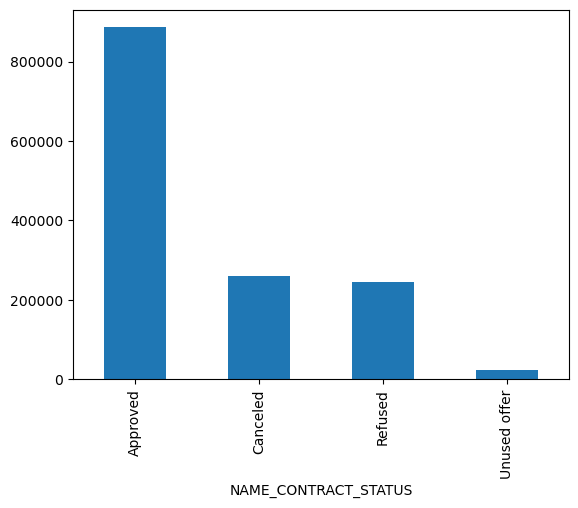 800000
600000
400000
200000
0
Approved
Canceled
Refused
Unused offer
NAME_CONTRACT_STATUS